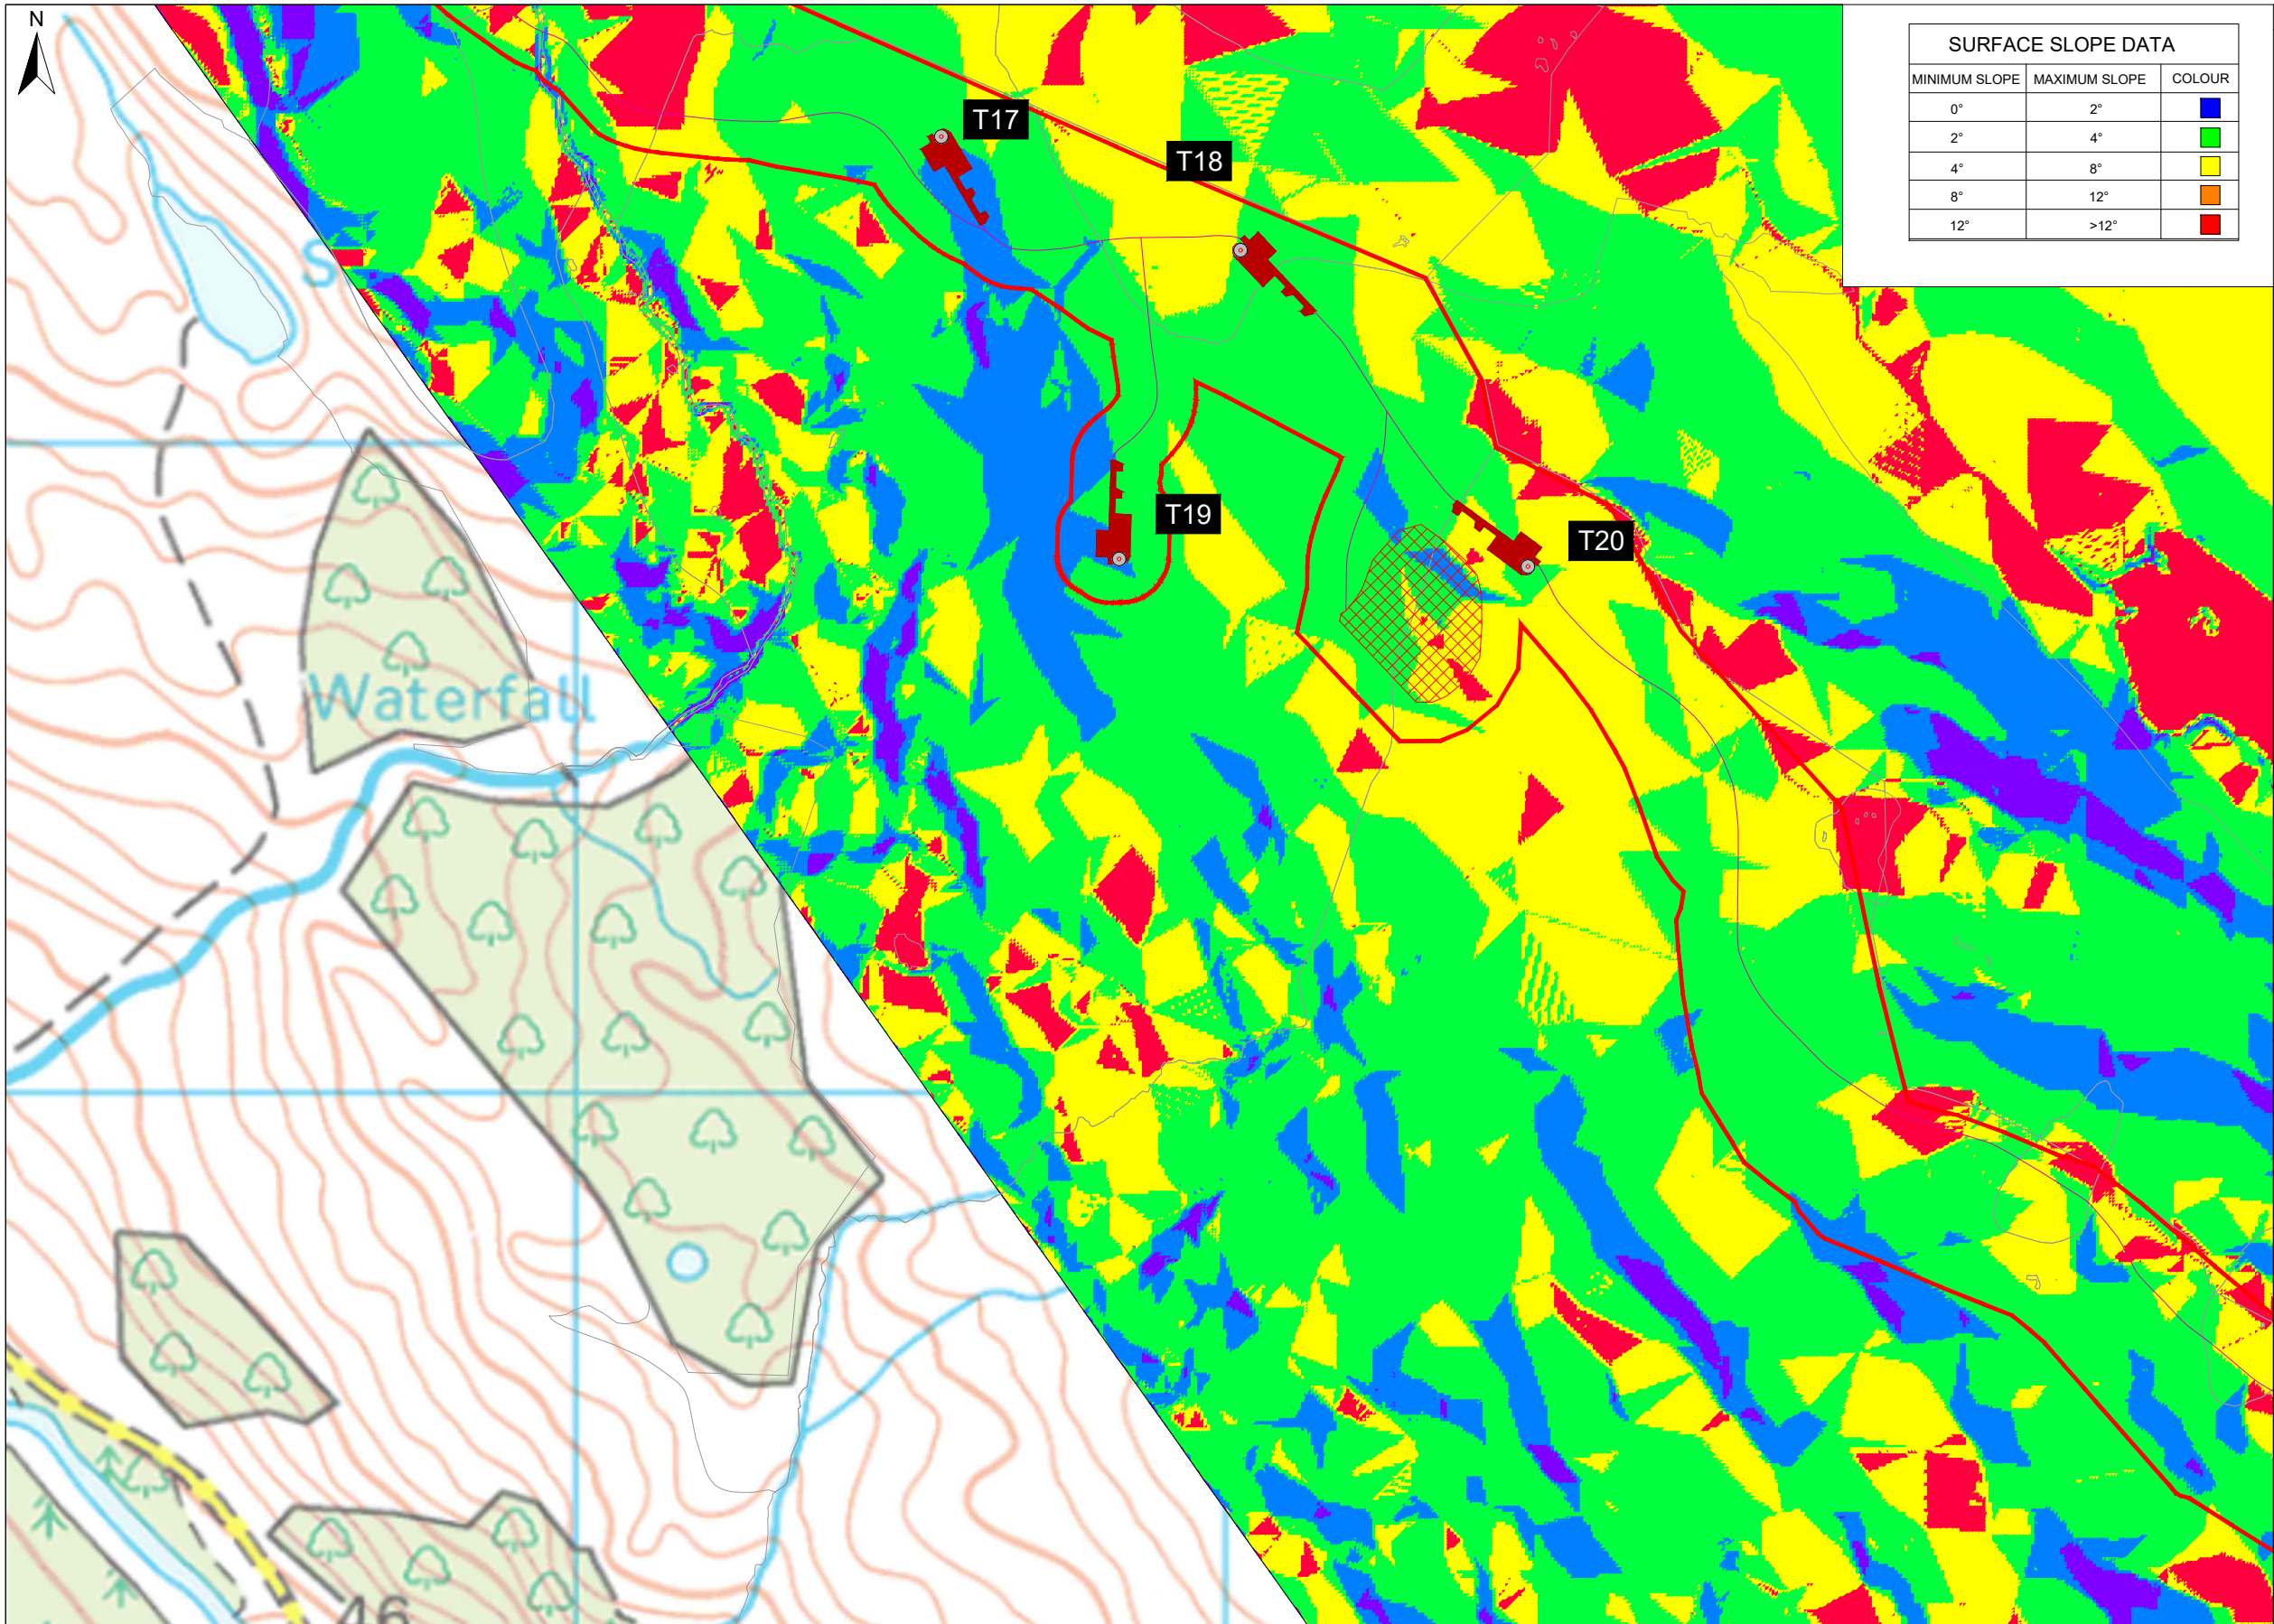 N
SURFACE SLOPE DATA
MINIMUM SLOPE MAXIMUM SLOPE COLOUR
0° 2°
2° 4°
4° 8°
8° 12°
12° >12°
T17
T18
S
T19
T20
Waterfall
46